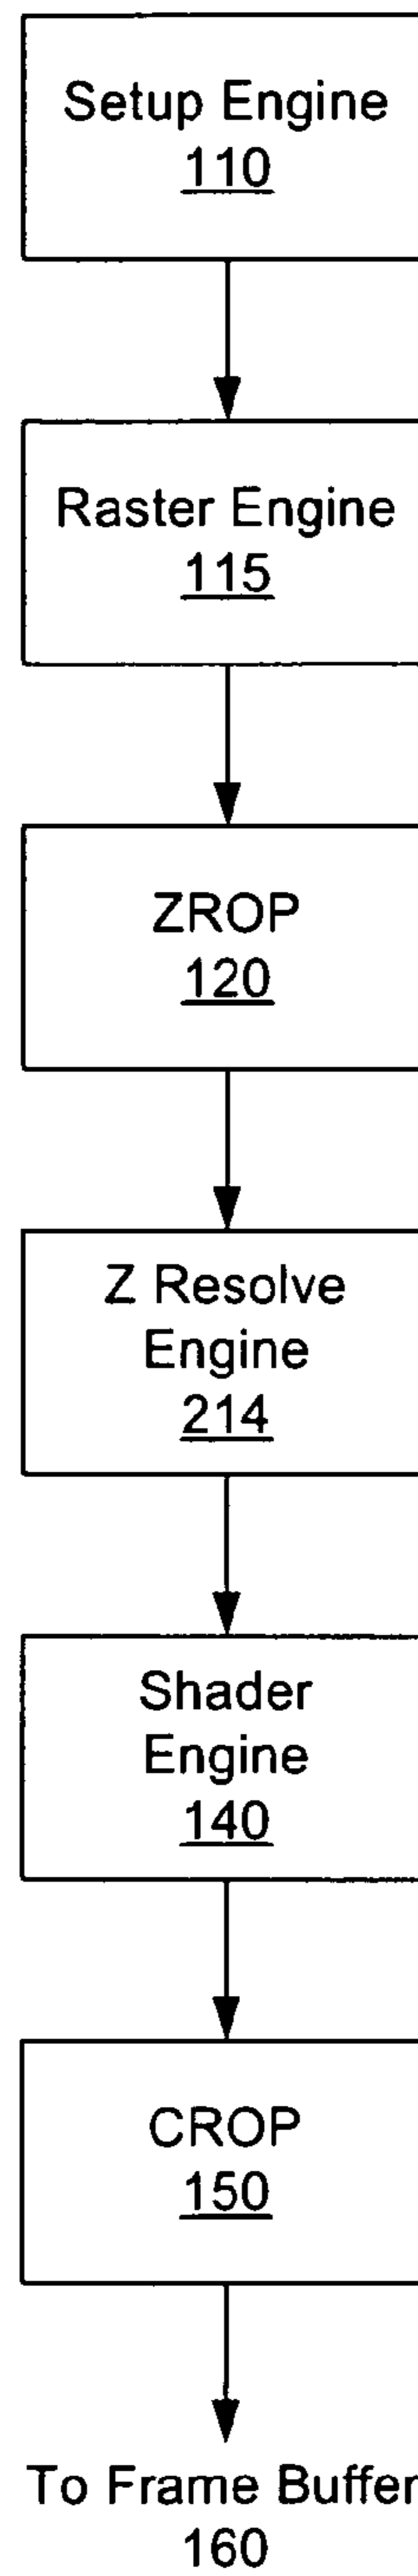 Setup Engine
110
Raster Engine
115
ZROP
120
Z Resolve
Engine
214
Shader
Engine
140
CROP
150
To Frame Buffer
160